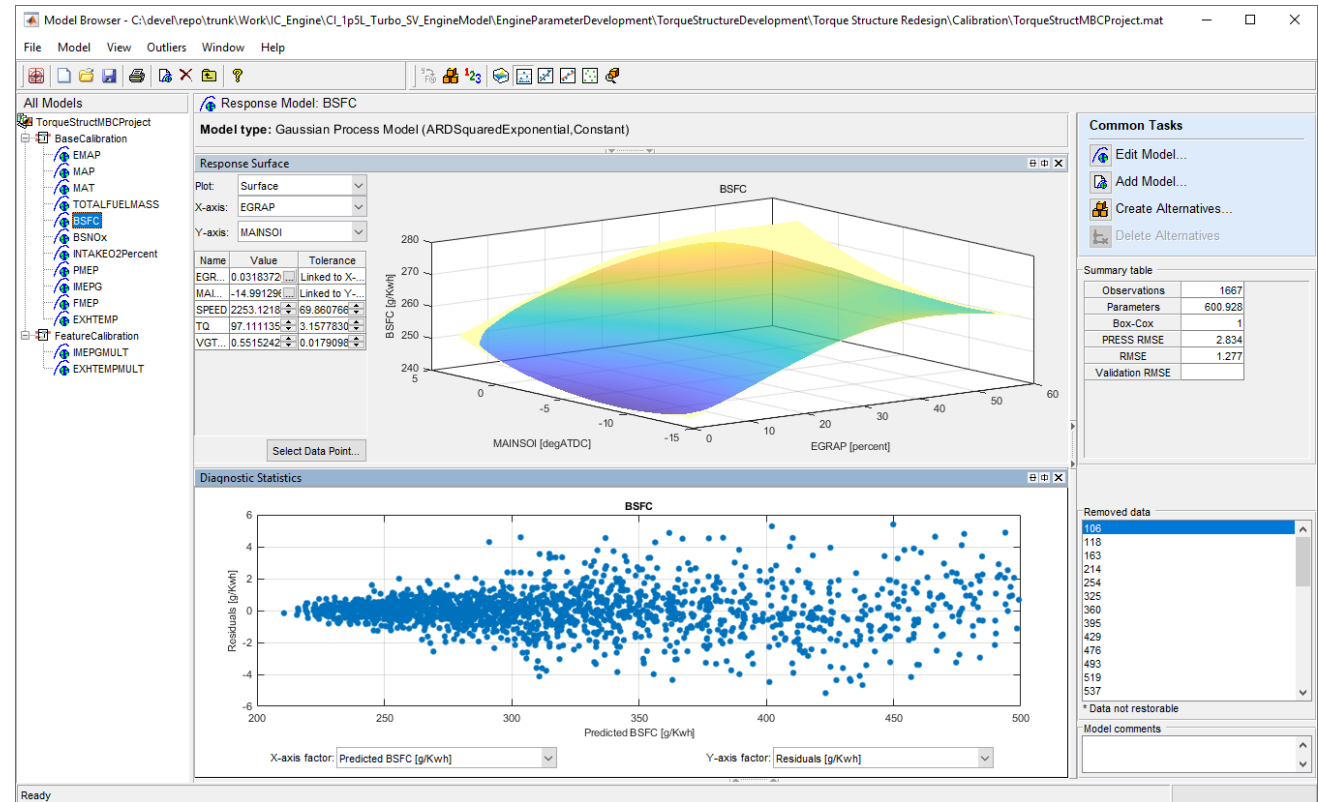 Model Browser - C:\devel\repo\trunk\Work\IC_Engine\CI_1p5L_Turbo_SV_EngineModel\EngineParameterDevelopment\TorqueStructureDevelopment\Torque Structure Redesign\Calibration\TorqueStructMBCProject.mat
File Model View Outliers Window Help
All Models
TorqueStructMBCProject
BaseCalibration
EMAP
MAP
MAT
TOTALFUELMASS
BSFC
BSNOx
INTAKEO2Percent
PMEP
IMEPG
FMEP
EXHTEMP
FeatureCalibration
IMEPGMULT
EXHTEMPMULT
Response Model: BSFC
Model type: Gaussian Process Model (ARDSquaredExponential,Constant)
Response Surface
Plot: Surface
X-axis: EGRAP
Y-axis: MAINSOI
Name Value Tolerance
EGR... 0.0318372 ... Linked to X-...
MAI... -14.991296 ... Linked to Y-...
SPEED 2253.1218 69.860766
TQ 97.111135 3.1577830
VGT... 0.5515242 0.0179098
Select Data Point...
BSFC
280
270
260
250
240
BSFC [g/Kwh]
5
0
-5
-10
-15
MAINSOI [degATDC]
0
10
20
30
40
50
60
EGRAP [percent]
Diagnostic Statistics
BSFC
6
4
2
0
-2
-4
-6
Residuals [g/Kwh]
200 250 300 350 400 450 500
Predicted BSFC [g/Kwh]
X-axis factor: Predicted BSFC [g/Kwh]
Y-axis factor: Residuals [g/Kwh]
Common Tasks
Edit Model...
Add Model...
Create Alternatives...
Delete Alternatives
Summary table
Observations 1667
Parameters 600.928
Box-Cox 1
PRESS RMSE 2.834
RMSE 1.277
Validation RMSE
Removed data
106
118
163
214
254
325
360
395
429
476
493
519
537
* Data not restorable
Model comments
Ready